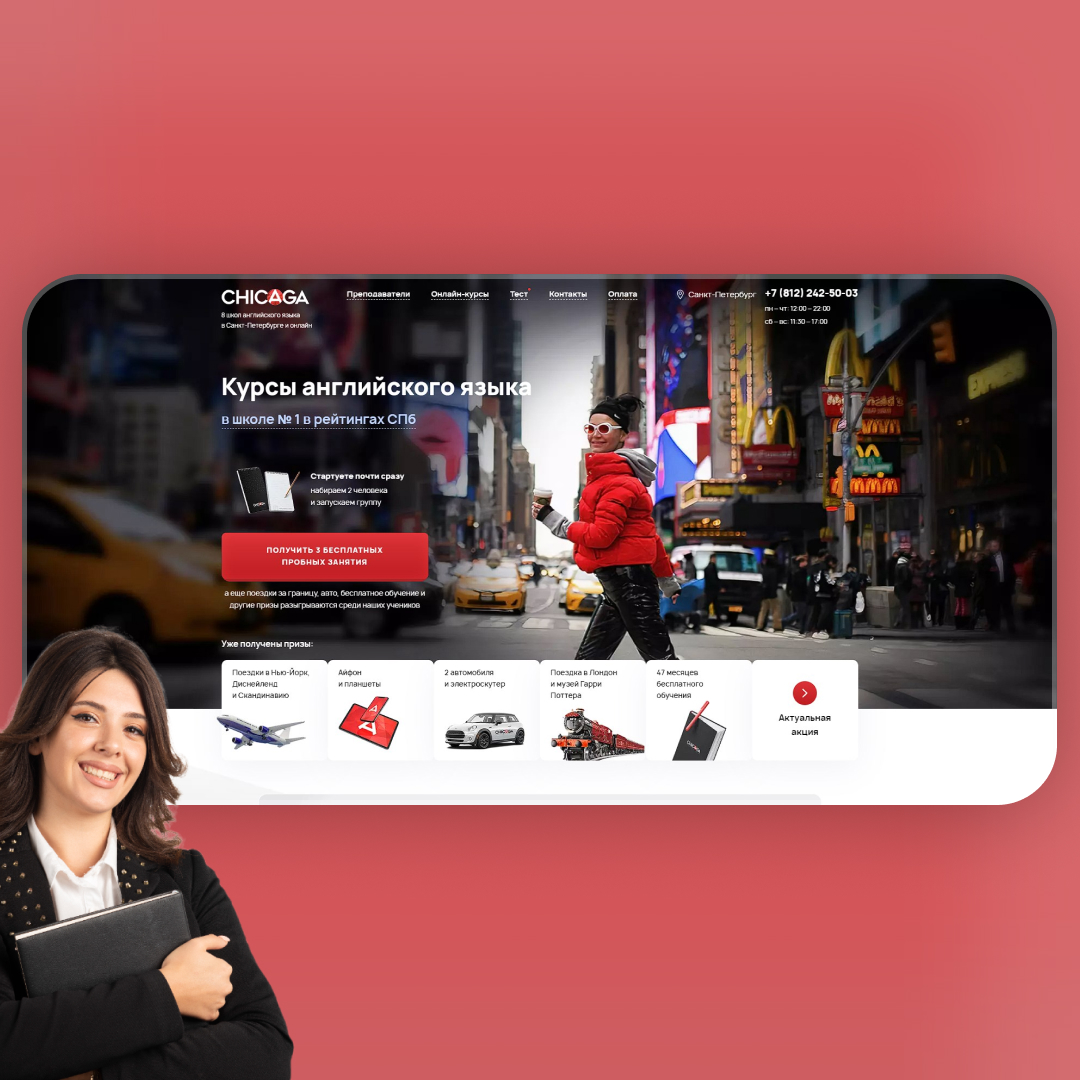 CHICAGA
8 школ английского языка
в Санкт-Петербурге и онлайн
Преподаватели
Онлайн-курсы
Тест
Контакты
Оплата
Санкт-Петербург
+7 (812) 242-50-03
пн – чт: 12:00 – 22:00
сб – вс: 11:30 – 17:00
Курсы английского языка
в школе № 1 в рейтингах СПб
Стартуете почти сразу
набираем 2 человека
и запускаем группу
ПОЛУЧИТЬ 3 БЕСПЛАТНЫХ
ПРОБНЫХ ЗАНЯТИЯ
а еще поездки за границу, авто, бесплатное обучение и
другие призы разыгрываются среди наших учеников
Уже получены призы:
Поездки в Нью-Йорк,
Диснейленд
и Скандинавию
Айфон
и планшеты
2 автомобиля
и электроскутер
Поездка в Лондон
и музей Гарри
Поттера
47 месяцев
бесплатного
обучения
Актуальная
акция